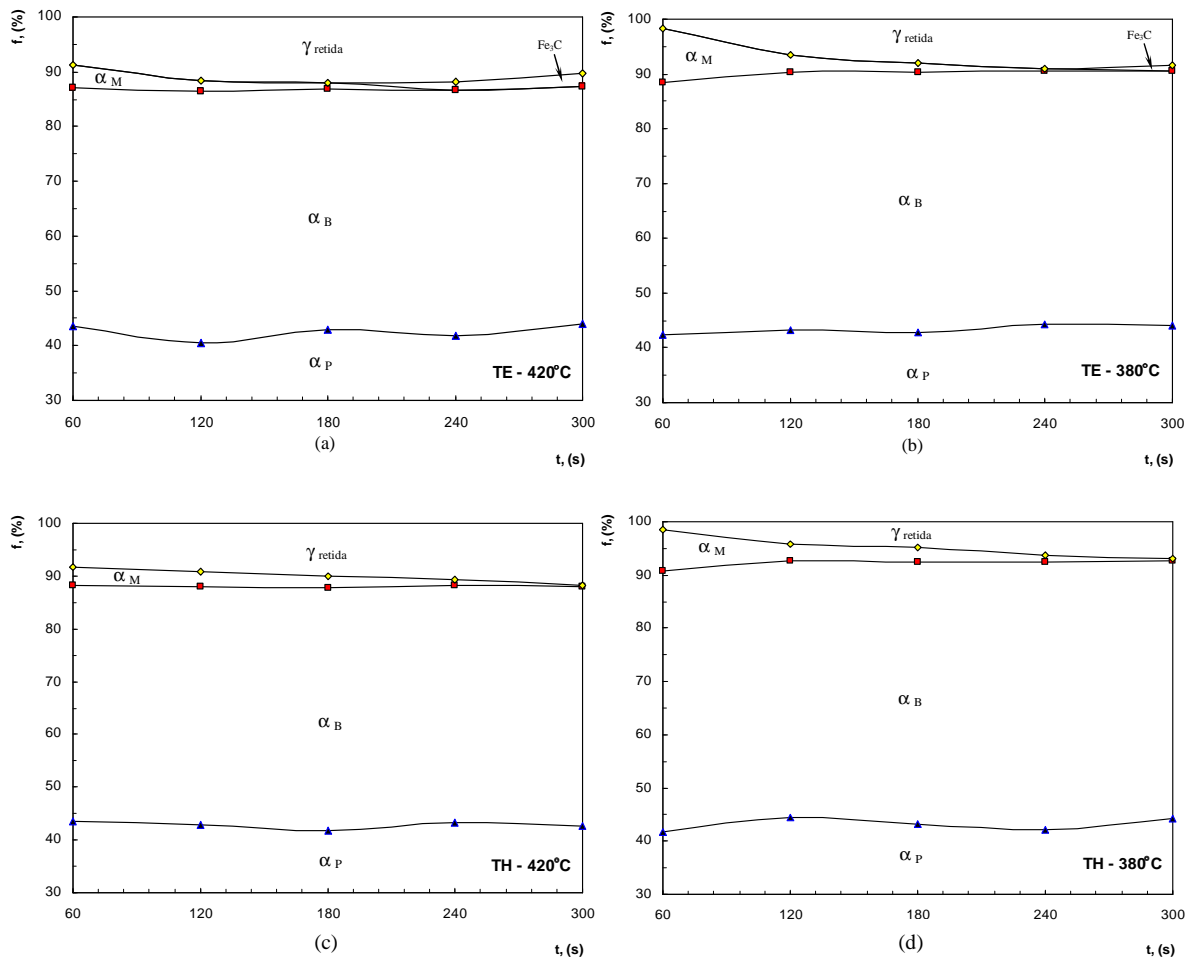 f, (%)
100
90
80
70
60
50
40
30
γ retida
Fe₃C
α M
α B
α P
TE - 420°C
60
120
180
240
300
(a)
t, (s)
f, (%)
100
90
80
70
60
50
40
30
γ retida
Fe₃C
α M
α B
α P
TE - 380°C
60
120
180
240
300
(b)
t, (s)
f, (%)
100
90
80
70
60
50
40
30
γ retida
α M
α B
α P
TH - 420°C
60
120
180
240
300
(c)
t, (s)
f, (%)
100
90
80
70
60
50
40
30
γ retida
α M
α B
α P
TH - 380°C
60
120
180
240
300
(d)
t, (s)